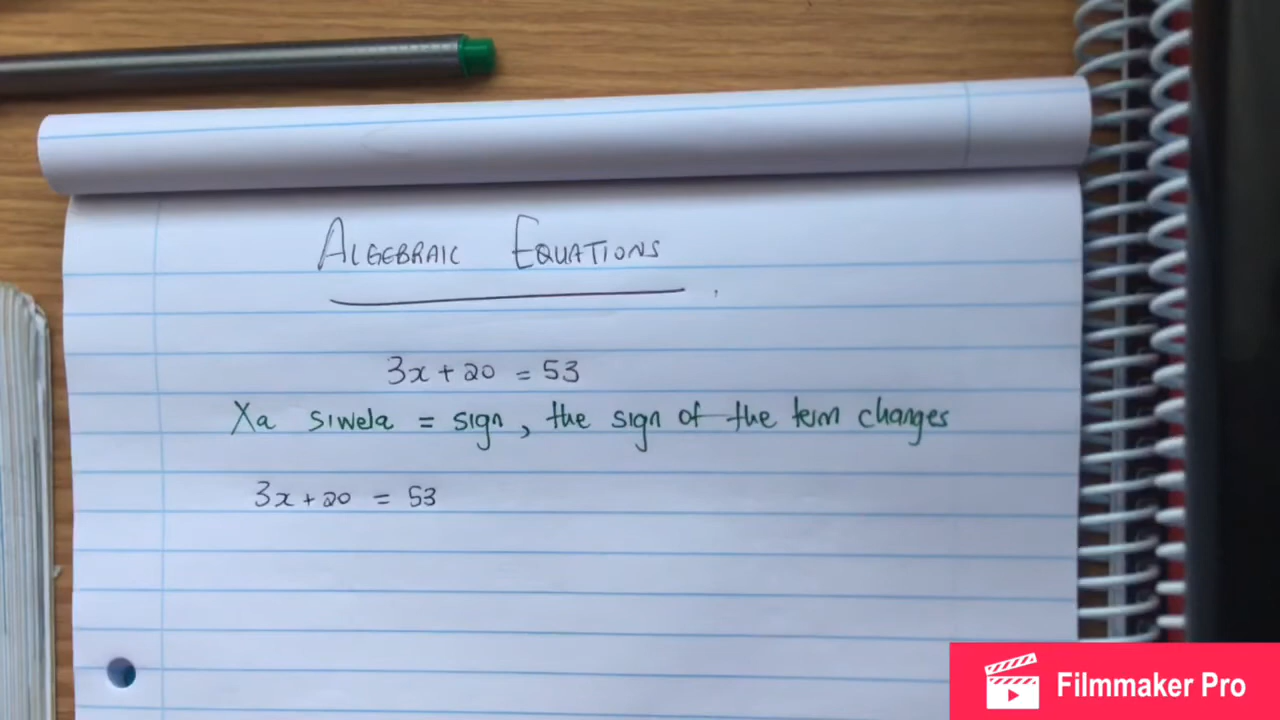 ALGEBRAIC EQUATIONS
3x + 20 = 53
Xa siwela = sign, the sign of the term changes
3x + 20 = 53
Filmmaker Pro